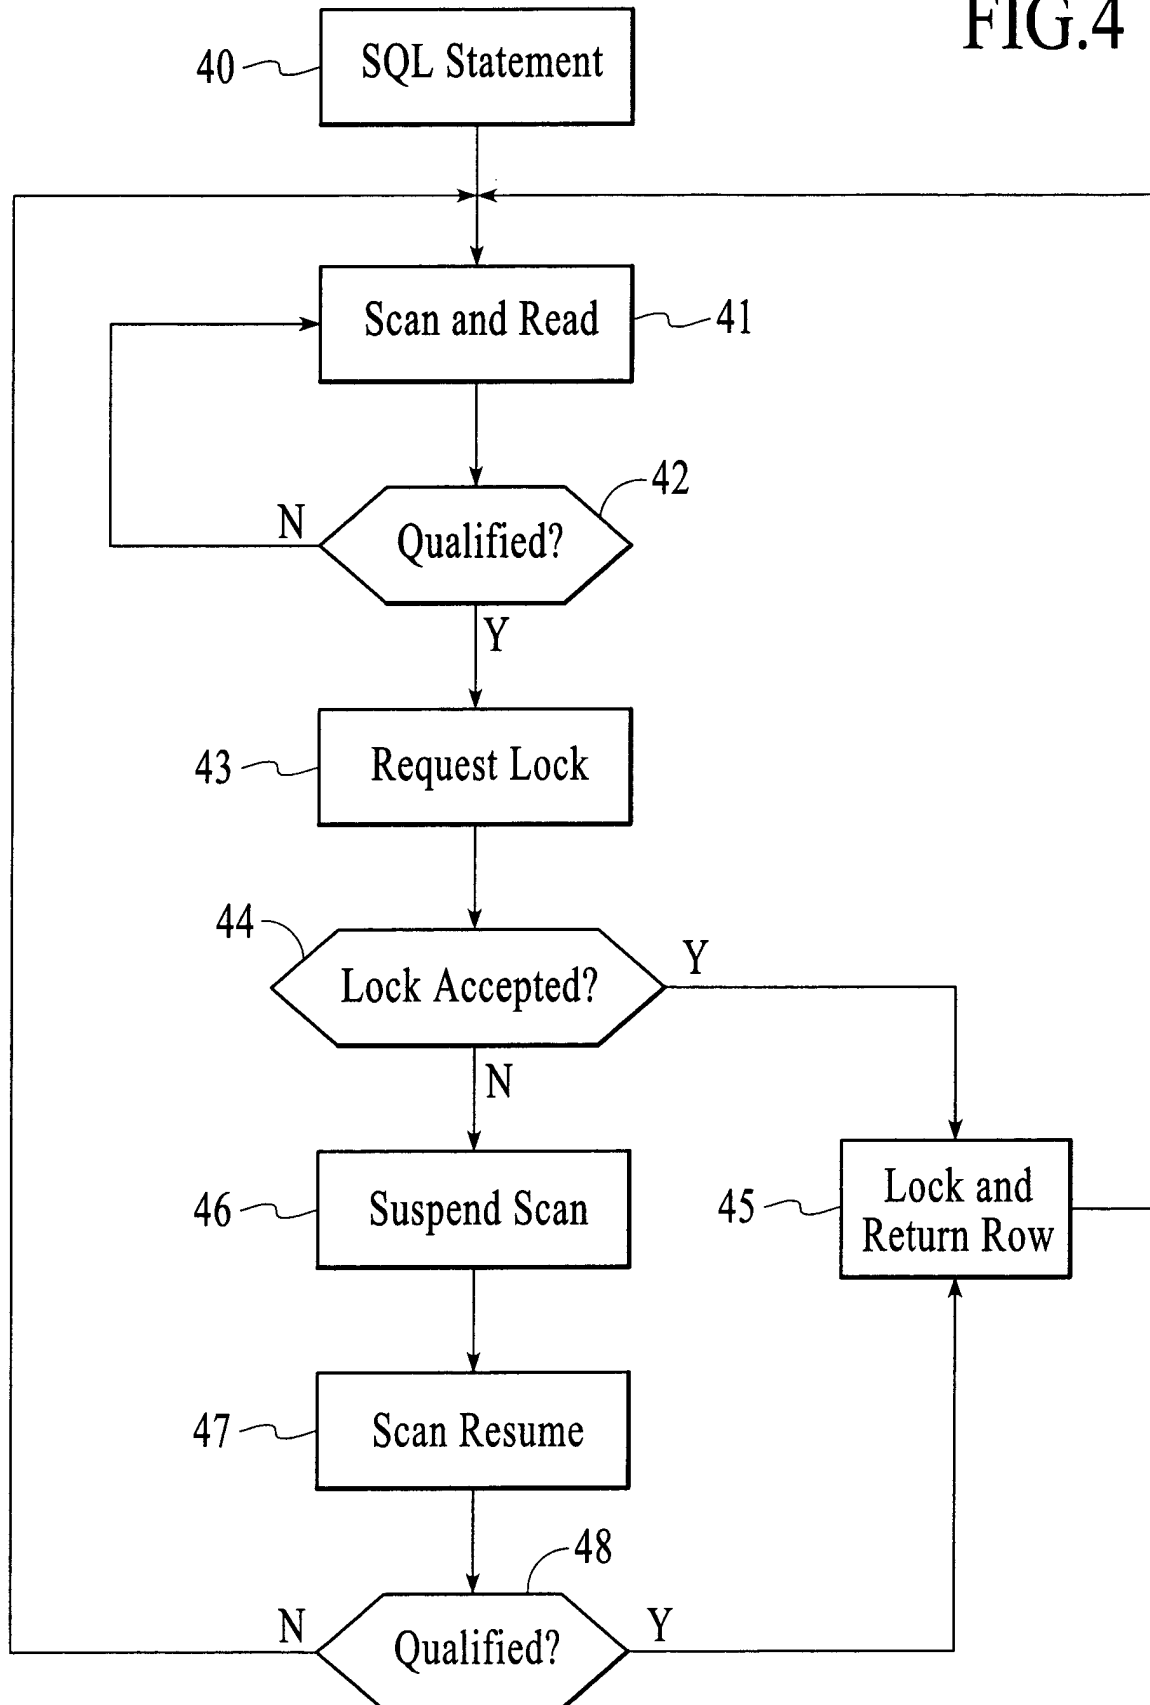 FIG.4
40
SQL Statement
Scan and Read
41
42
N
Qualified?
Y
43
Request Lock
44
Lock Accepted?
Y
N
46
Suspend Scan
45
Lock and
Return Row
47
Scan Resume
48
N
Qualified?
Y